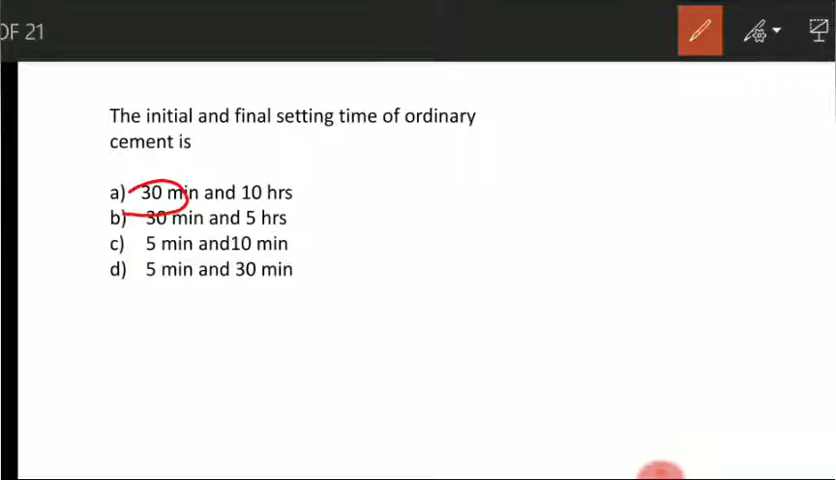 OF 21
The initial and final setting time of ordinary
cement is
a) 30 min and 10 hrs
b) 30 min and 5 hrs
c) 5 min and10 min
d) 5 min and 30 min